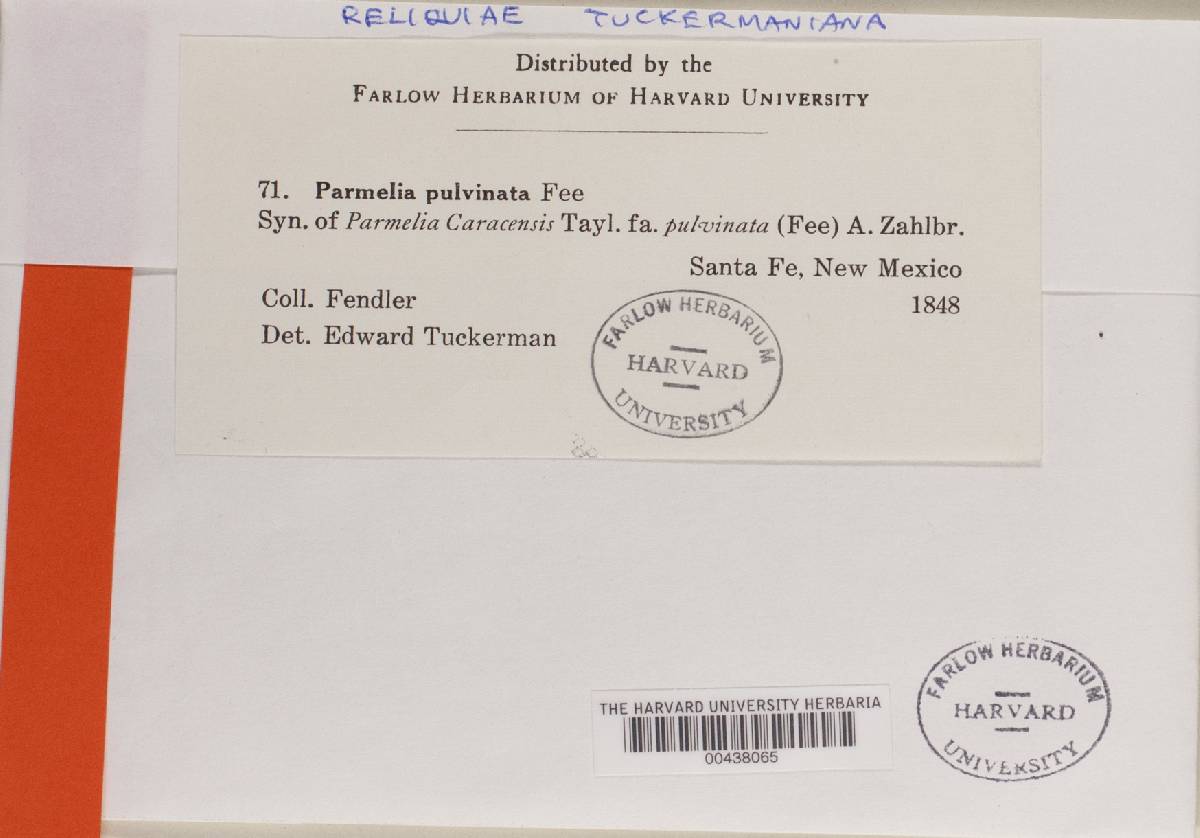 RELIQUIAE TUCKERMANIANA
Distributed by the
FARLOW HERBARIUM OF HARVARD UNIVERSITY
71. Parmelia pulvinata Fee
Syn. of Parmelia Caracensis Tayl. fa. pulvinata (Fee) A. Zahlbr.
Santa Fe, New Mexico
Coll. Fendler 1848
Det. Edward Tuckerman
FARLOW HERBARIUM
HARVARD
UNIVERSITY
THE HARVARD UNIVERSITY HERBARIA
00438065
FARLOW HERBARIUM
HARVARD
UNIVERSITY